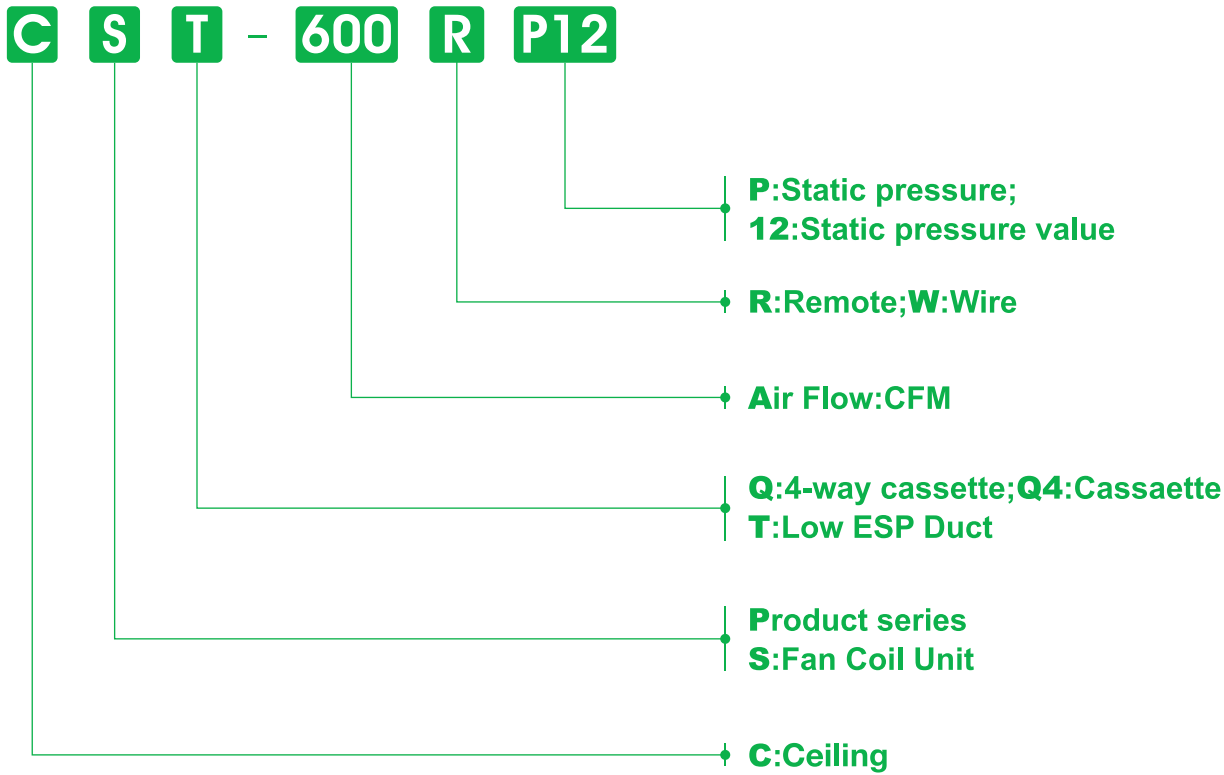 C S T - 600 R P12
P:Static pressure;
12:Static pressure value
R:Remote;W:Wire
Air Flow:CFM
Q:4-way cassette;Q4:Cassaette
T:Low ESP Duct
Product series
S:Fan Coil Unit
C:Ceiling